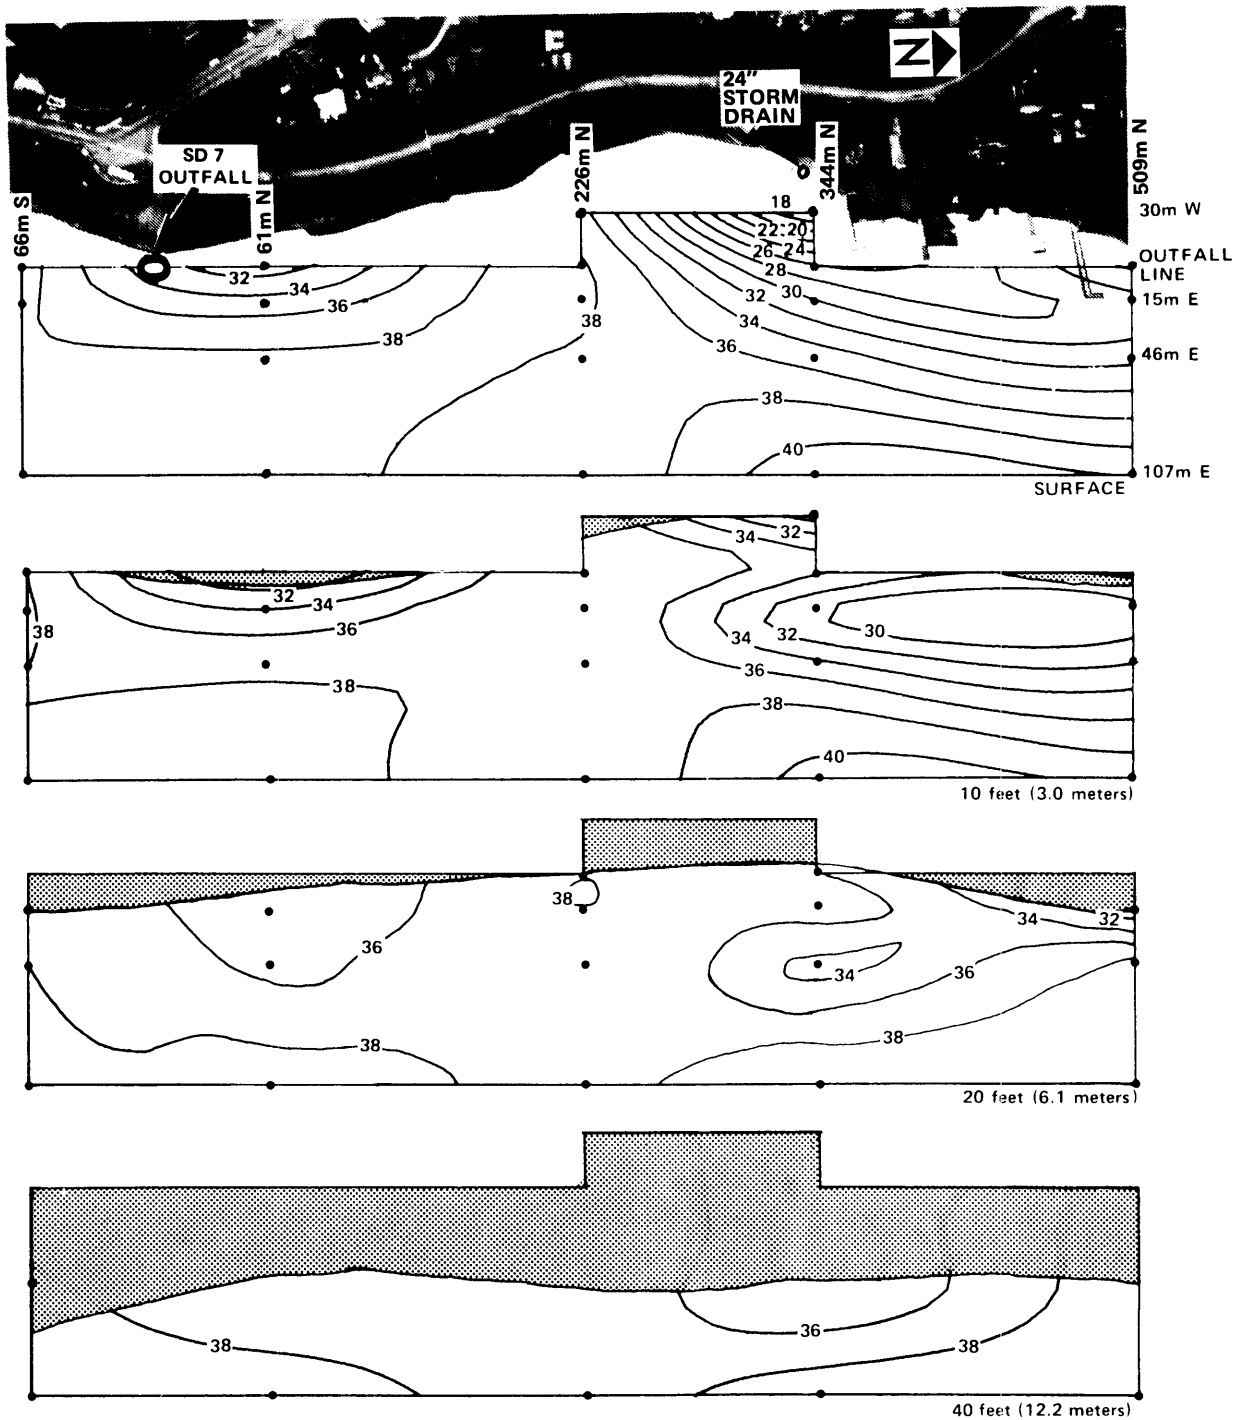 N
24"
STORM
DRAIN
SD 7
OUTFALL
66m S
61m N
226m N
344m N
509m N
30m W
OUTFALL
LINE
15m E
46m E
107m E
18
22 20
26 24
28
32 30
34
36
38
32
34
36
38
38
40
SURFACE
34 32
32
34
36
38
30
32
34
36
38
38
40
10 feet (3.0 meters)
38
36
34 32
34
36
38
38
20 feet (6.1 meters)
36
38
38
40 feet (12.2 meters)